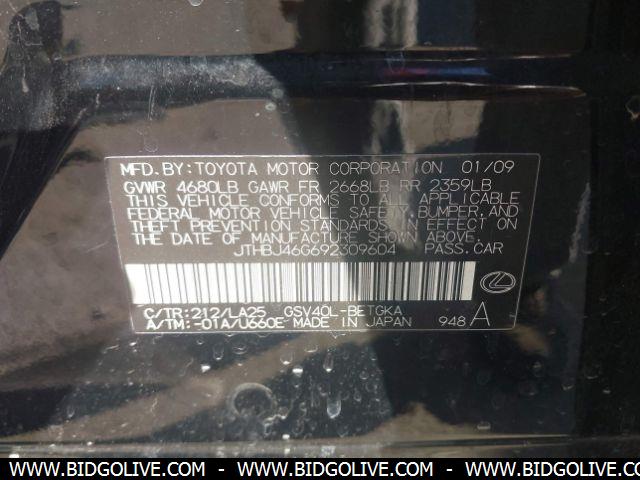 MFD.BY:TOYOTA MOTOR CORPORATION 01/09
GVWR 4680LB GAWR FR 2668LB RR 2359LB
THIS VEHICLE CONFORMS TO ALL APPLICABLE
FEDERAL MOTOR VEHICLE SAFETY, BUMPER, AND
THEFT PREVENTION STANDARDS IN EFFECT ON
THE DATE OF MANUFACTURE SHOWN ABOVE.
JTHBJ46G692309604 PASS.CAR
C/TR:212/LA25 GSV40L-BETGKA
A/TM:-01A/U660E MADE IN JAPAN 948 A
WWW.BIDGOLIVE.COM - WWW.BIDGOLIVE.COM - WWW.BIDGOLIVE.COM